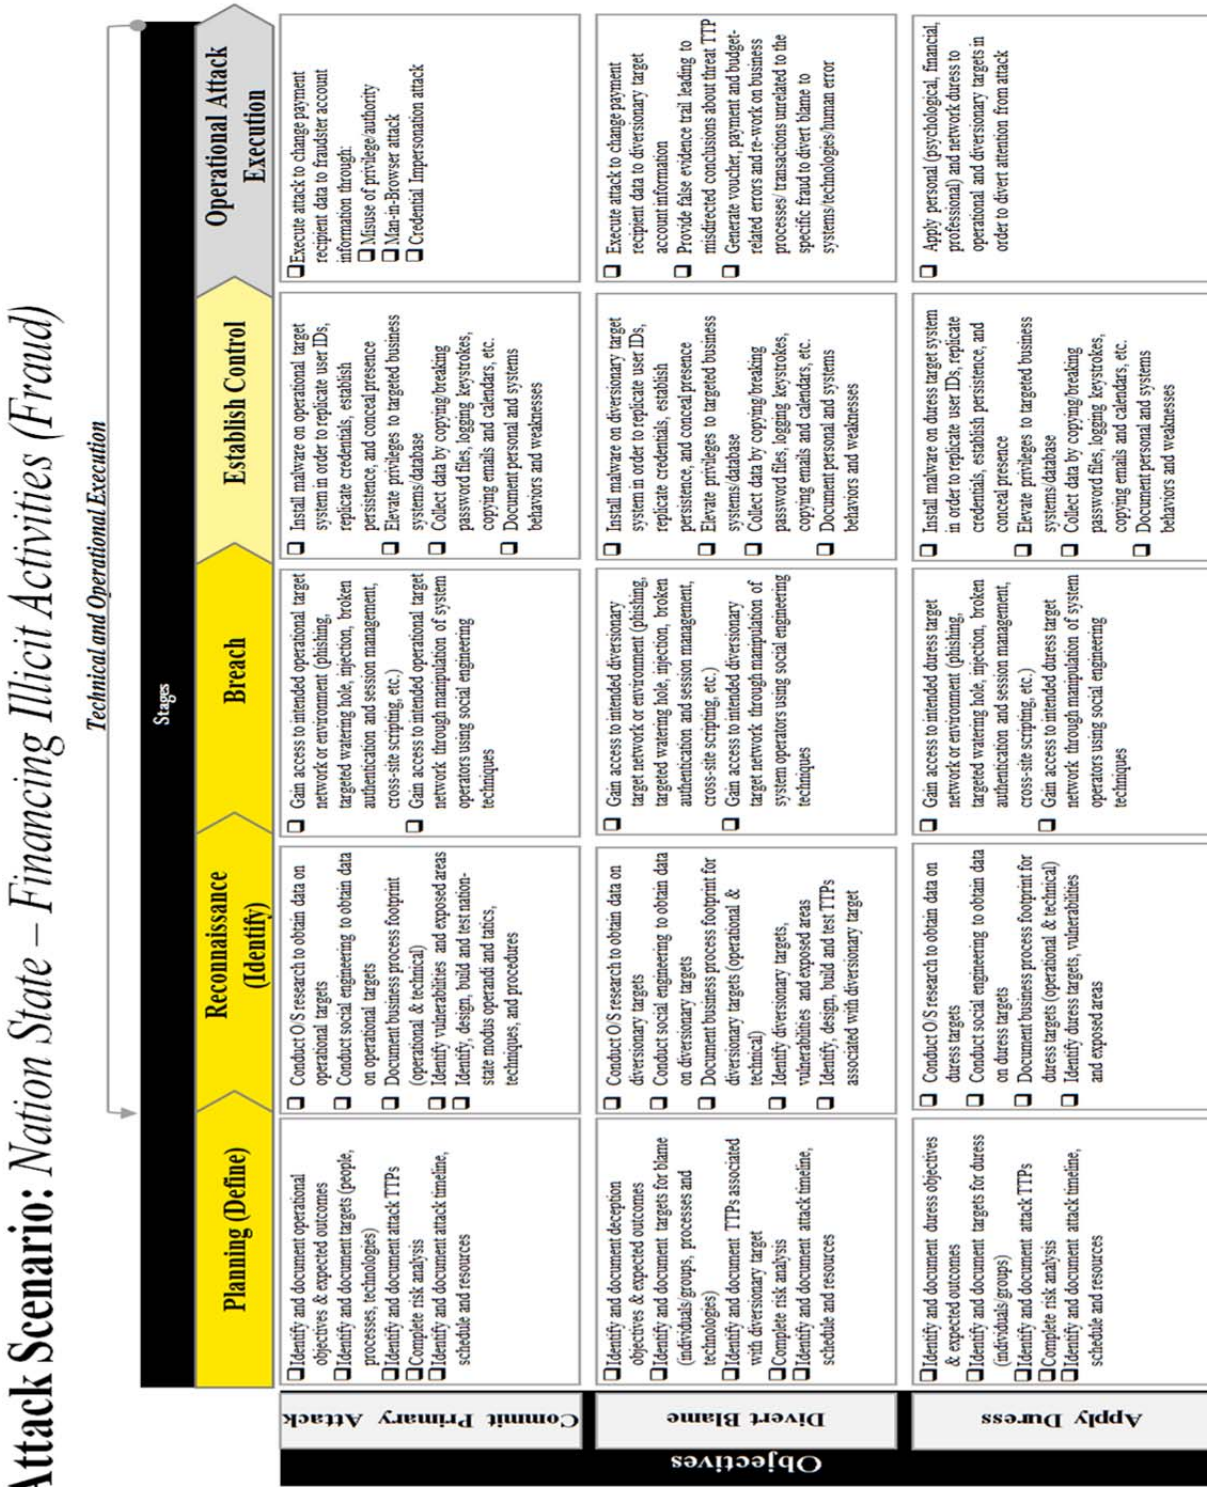 Attack Scenario: Nation State – Financing Illicit Activities (Fraud)
Technical and Operational Execution
Stages
Planning (Define)
Reconnaissance
(Identify)
Breach
Establish Control
Operational Attack
Execution
Objectives
Commit Primary Attack
❑Identify and document operational
objectives & expected outcomes
❑Identify and document targets (people,
processes, technologies)
❑Identify and document attack TTPs
❑Complete risk analysis
❑Identify and document attack timeline,
schedule and resources
❑ Conduct O/S research to obtain data on
operational targets
❑ Conduct social engineering to obtain data
on operational targets
❑ Document business process footprint
(operational & technical)
❑ Identify vulnerabilities and exposed areas
❑ Identify, design, build and test nation-
state modus operandi and tatics,
techniques, and procedures
❑ Gain access to intended operational target
network or environment (phishing,
targeted watering hole, injection, broken
authentication and session management,
cross-site scripting, etc.)
❑ Gain access to intended operational target
network through manipulation of system
operators using social engineering
techniques
❑ Install malware on operational target
system in order to replicate user IDs,
replicate credentials, establish
persistence, and conceal presence
❑ Elevate privileges to targeted business
systems/database
❑ Collect data by copying/breaking
password files, logging keystrokes,
copying emails and calendars, etc.
❑ Document personal and systems
behaviors and weaknesses
❑Execute attack to change payment
recipient data to fraudster account
information through:
❑ Misuse of privilege/authority
❑ Man-in-Browser attack
❑ Credential Impersonation attack
Divert Blame
❑Identify and document deception
objectives & expected outcomes
❑Identify and document targets for blame
(individuals/groups, processes and
technologies)
❑Identify and document TTPs associated
with diversionary target
❑Complete risk analysis
❑Identify and document attack timeline,
schedule and resources
❑ Conduct O/S research to obtain data on
diversionary targets
❑ Conduct social engineering to obtain data
on diversionary targets
❑ Document business process footprint for
diversionary targets (operational &
technical)
❑ Identify diversionary targets,
vulnerabilities and exposed areas
❑ Identify, design, build and test TTPs
associated with diversionary target
❑ Gain access to intended diversionary
target network or environment (phishing,
targeted watering hole, injection, broken
authentication and session management,
cross-site scripting, etc.)
❑ Gain access to intended diversionary
target network through manipulation of
system operators using social engineering
techniques
❑ Install malware on diversionary target
system in order to replicate user IDs,
replicate credentials, establish
persistence, and conceal presence
❑ Elevate privileges to targeted business
systems/database
❑ Collect data by copying/breaking
password files, logging keystrokes,
copying emails and calendars, etc.
❑ Document personal and systems
behaviors and weaknesses
❑ Execute attack to change payment
recipient data to diversionary target
account information
❑ Provide false evidence trail leading to
misdirected conclusions about threat TTP
❑ Generate voucher, payment and budget-
related errors and re-work on business
processes/ transactions unrelated to the
specific fraud to divert blame to
systems/technologies/human error
Apply Duress
❑Identify and document duress objectives
& expected outcomes
❑Identify and document targets for duress
(individuals/groups)
❑Identify and document attack TTPs
❑Complete risk analysis
❑Identify and document attack timeline,
schedule and resources
❑ Conduct O/S research to obtain data on
duress targets
❑ Conduct social engineering to obtain data
on duress targets
❑ Document business process footprint for
duress targets (operational & technical)
❑ Identify duress targets, vulnerabilities
and exposed areas
❑ Gain access to intended duress target
network or environment (phishing,
targeted watering hole, injection, broken
authentication and session management,
cross-site scripting, etc.)
❑ Gain access to intended duress target
network through manipulation of system
operators using social engineering
techniques
❑ Install malware on duress target system
in order to replicate user IDs, replicate
credentials, establish persistence, and
conceal presence
❑ Elevate privileges to targeted business
systems/database
❑ Collect data by copying/breaking
password files, logging keystrokes,
copying emails and calendars, etc.
❑ Document personal and systems
behaviors and weaknesses
❑ Apply personal (psychological, financial,
professional) and network duress to
operational and diversionary targets in
order to divert attention from attack